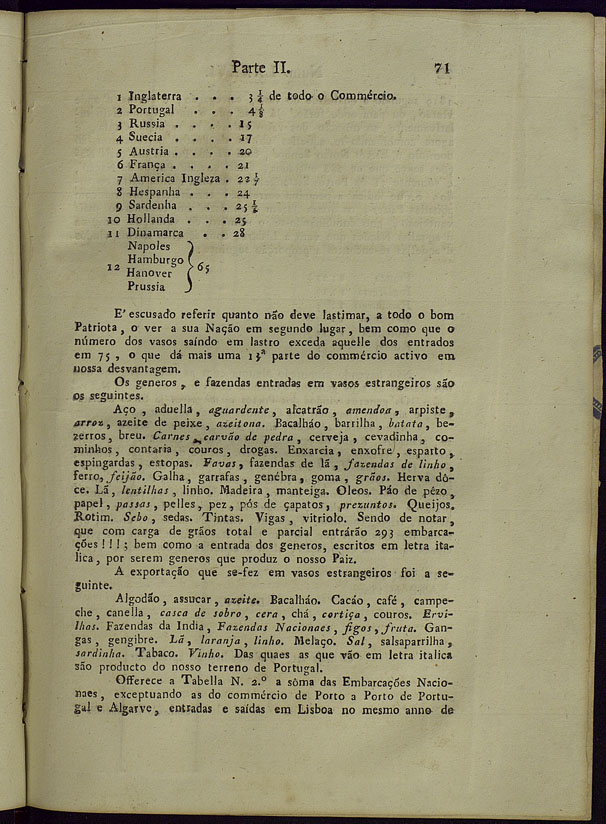 Parte II. 71
1 Inglaterra . . . 3 1/4 de todo o Commércio.
2 Portugal . . . 4 1/8
3 Russia . . . . 15
4 Suecia . . . . 17
5 Austria . . . . 20
6 França . . . . 21
7 America Ingleza . 22 1/7
8 Hespanha . . . 24
9 Sardenha . . . 25
10 Hollanda . . . 25
11 Dinamarca . . 28
Napoles
Hamburgo
12 Hanover } 65
Prussia
E' escusado referir quanto não deve lastimar, a todo o bom
Patriota, o ver a sua Nação em segundo lugar, bem como que o
número dos vasos saíndo em lastro exceda aquelle dos entrados
em 75, o que dá mais uma parte do commércio activo em
nossa desvantagem.
Os generos, e fazendas entradas em vasos estrangeiros são
os seguintes.
Aço, aduella, aguardente, alcatrão, amendoa, arpiste,
arroz, azeite de peixe, azeitona. Bacalháo, barrilha, batata, be-
zerros, breu. Carnes, carvão de pedra, cerveja, cevadinha, co-
minhos, contaria, couros, drogas. Enxarcia, enxofre, esparto,
espingardas, estopas. Favas, fazendas de lã, fazendas de linho,
ferro, feijão. Galha, garrafas, genébra, goma, grãos. Herva dô-
ce. Lã, lentilhas, linho. Madeira, manteiga. Oleos. Páo de pézo,
papel, passas, pelles, pez, pós de çapatos, prezuntos. Queijos.
Rotim. Sebo, sedas. Tintas. Vigas, vitriolo. Sendo de notar,
que com carga de grãos total e parcial entrárão 293 embarca-
ções!!!; bem como a entrada dos generos, escritos em letra ita-
lica, por serem generos que produz o nosso Paiz.
A exportação que se-fez em vasos estrangeiros foi a se-
guinte.
Algodão, assucar, azeite. Bacalháo. Cacáo, café, campe-
che, canella, casca de sobro, cera, chá, cortiça, couros. Ervi-
lhas. Fazendas da India, Fazendas Nacionaes, figos, fruta. Gan-
gas, gengibre. Lã, laranja, linho. Melaço. Sal, salsaparrilha,
sardinha. Tabaco. Vinho. Das quaes as que vão em letra italica
são producto do nosso terreno de Portugal.
Offerece a Tabella N. 2.º a sôma das Embarcações Nacio-
naes, exceptuando as do commércio de Porto a Porto de Portu-
gal e Algarve, entradas e saídas em Lisboa no mesmo anno de